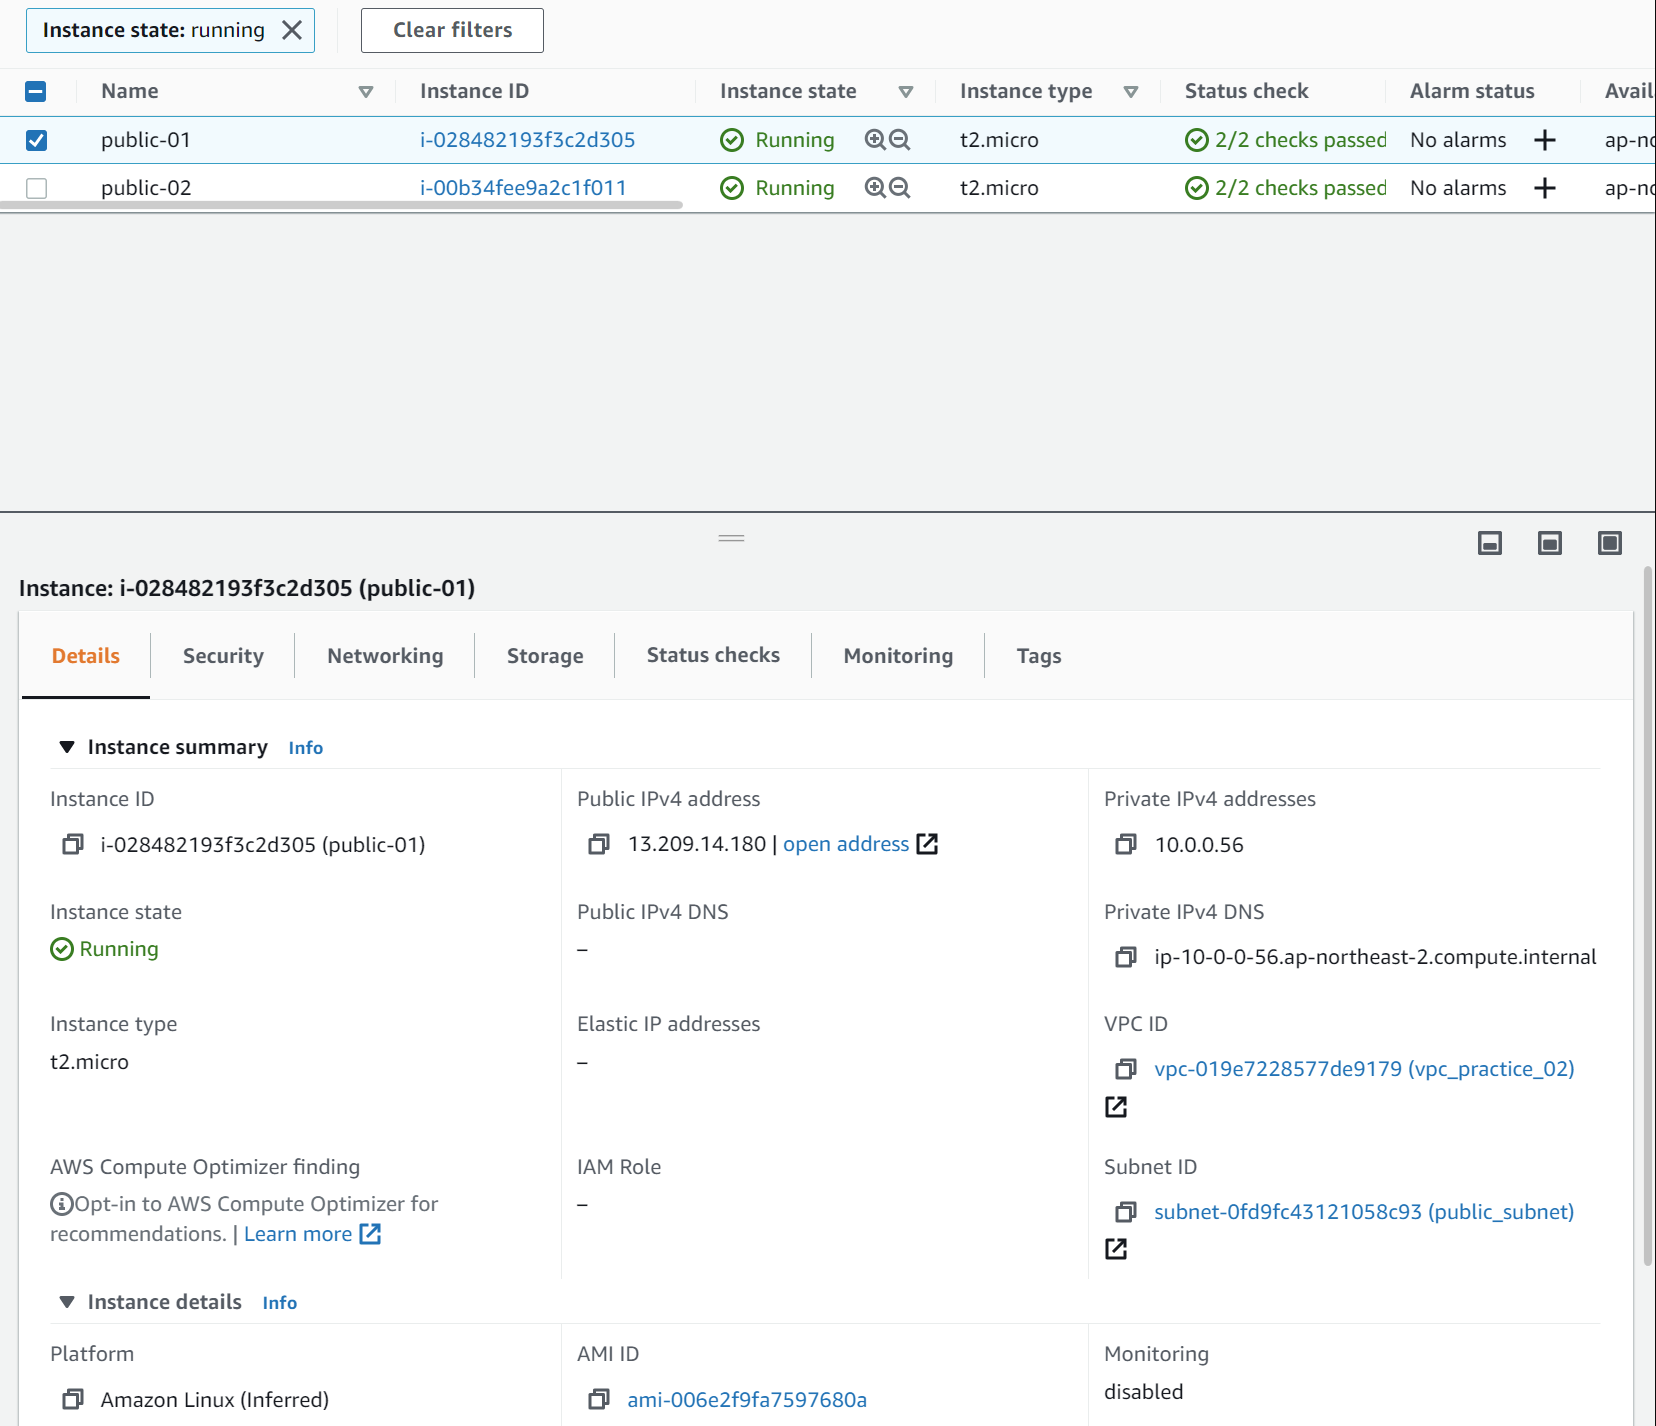 Instance state: running
Clear filters
Name Instance ID Instance state Instance type Status check Alarm status Avail
public-01 i-028482193f3c2d305 Running t2.micro 2/2 checks passed No alarms + ap-no
public-02 i-00b34fee9a2c1f011 Running t2.micro 2/2 checks passed No alarms + ap-no
Instance: i-028482193f3c2d305 (public-01)
Details Security Networking Storage Status checks Monitoring Tags
Instance summary Info
Instance ID Public IPv4 address Private IPv4 addresses
i-028482193f3c2d305 (public-01) 13.209.14.180 | open address 10.0.0.56
Instance state Public IPv4 DNS Private IPv4 DNS
Running – ip-10-0-0-56.ap-northeast-2.compute.internal
Instance type Elastic IP addresses VPC ID
t2.micro – vpc-019e7228577de9179 (vpc_practice_02)
AWS Compute Optimizer finding IAM Role Subnet ID
Opt-in to AWS Compute Optimizer for – subnet-0fd9fc43121058c93 (public_subnet)
recommendations. | Learn more
Instance details Info
Platform AMI ID Monitoring
Amazon Linux (Inferred) ami-006e2f9fa7597680a disabled